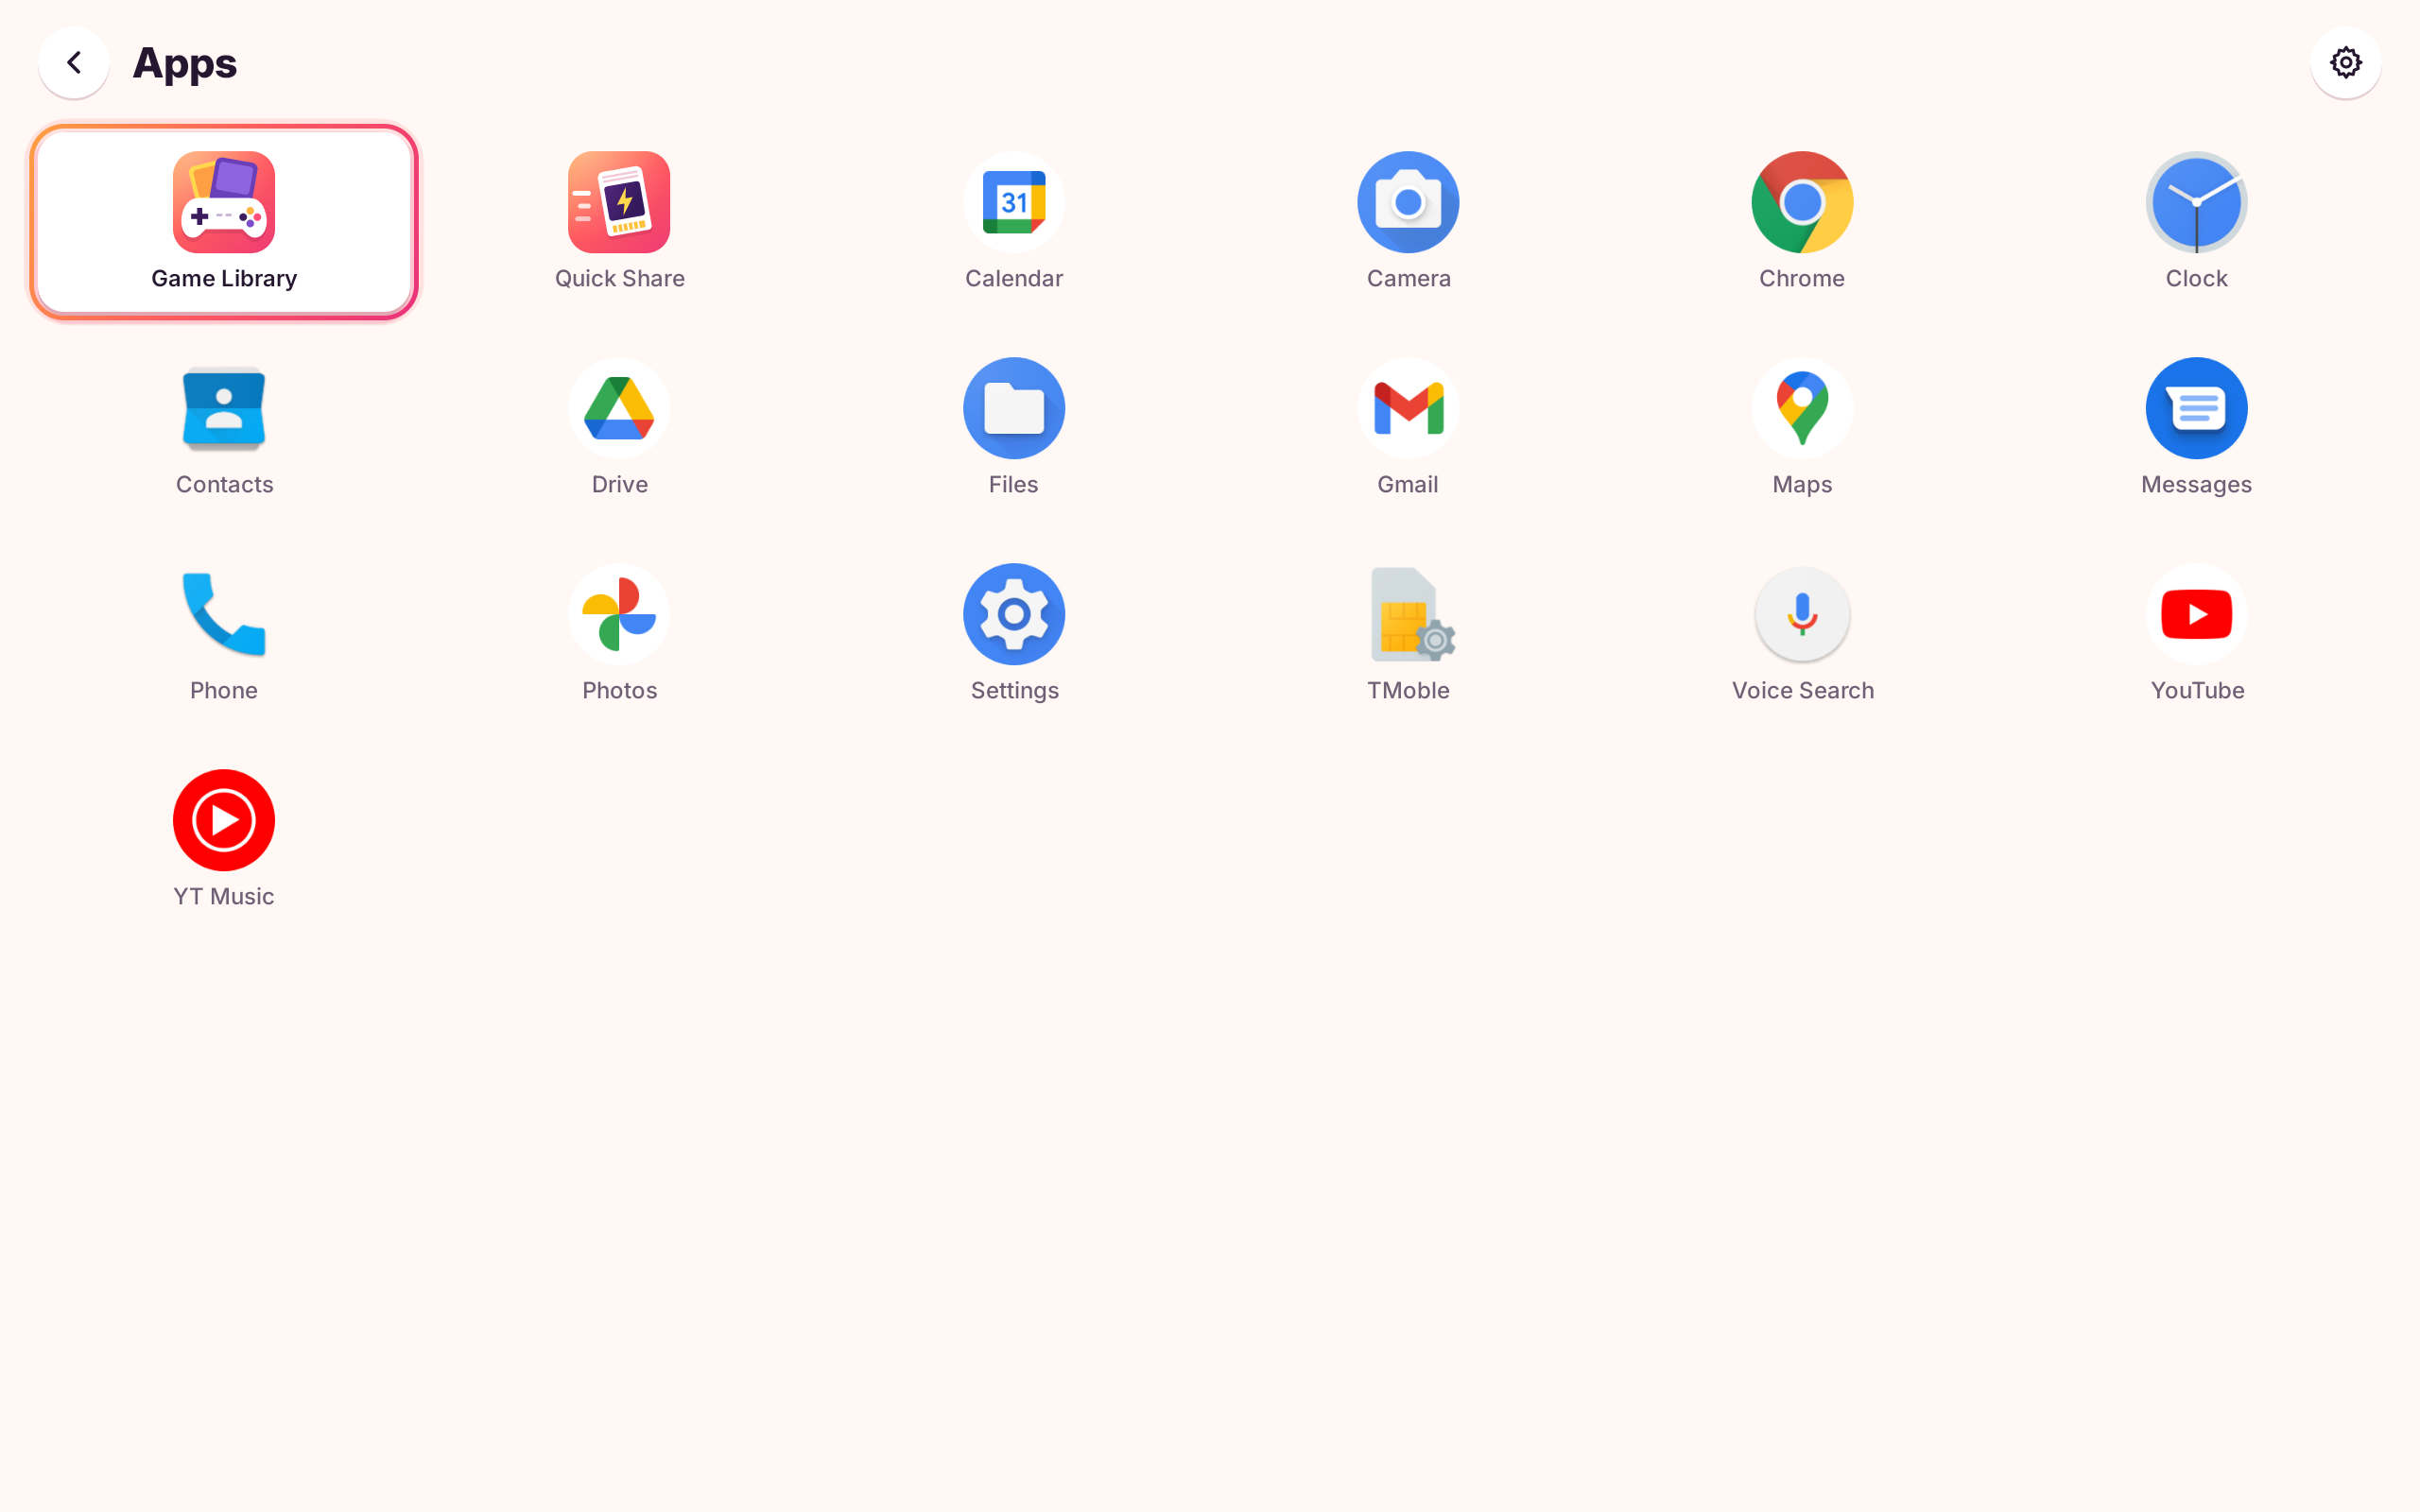 Apps
Game Library
Quick Share
31
Calendar
Camera
Chrome
Clock
Contacts
Drive
Files
Gmail
Maps
Messages
Phone
Photos
Settings
TMoble
Voice Search
YouTube
YT Music